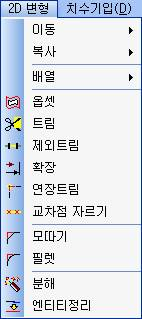 2D 변형 치수기입(D)
이동
복사
배열
옵셋
트림
제외트림
확장
연장트림
교차점 자르기
모따기
필렛
분해
엔티티정리